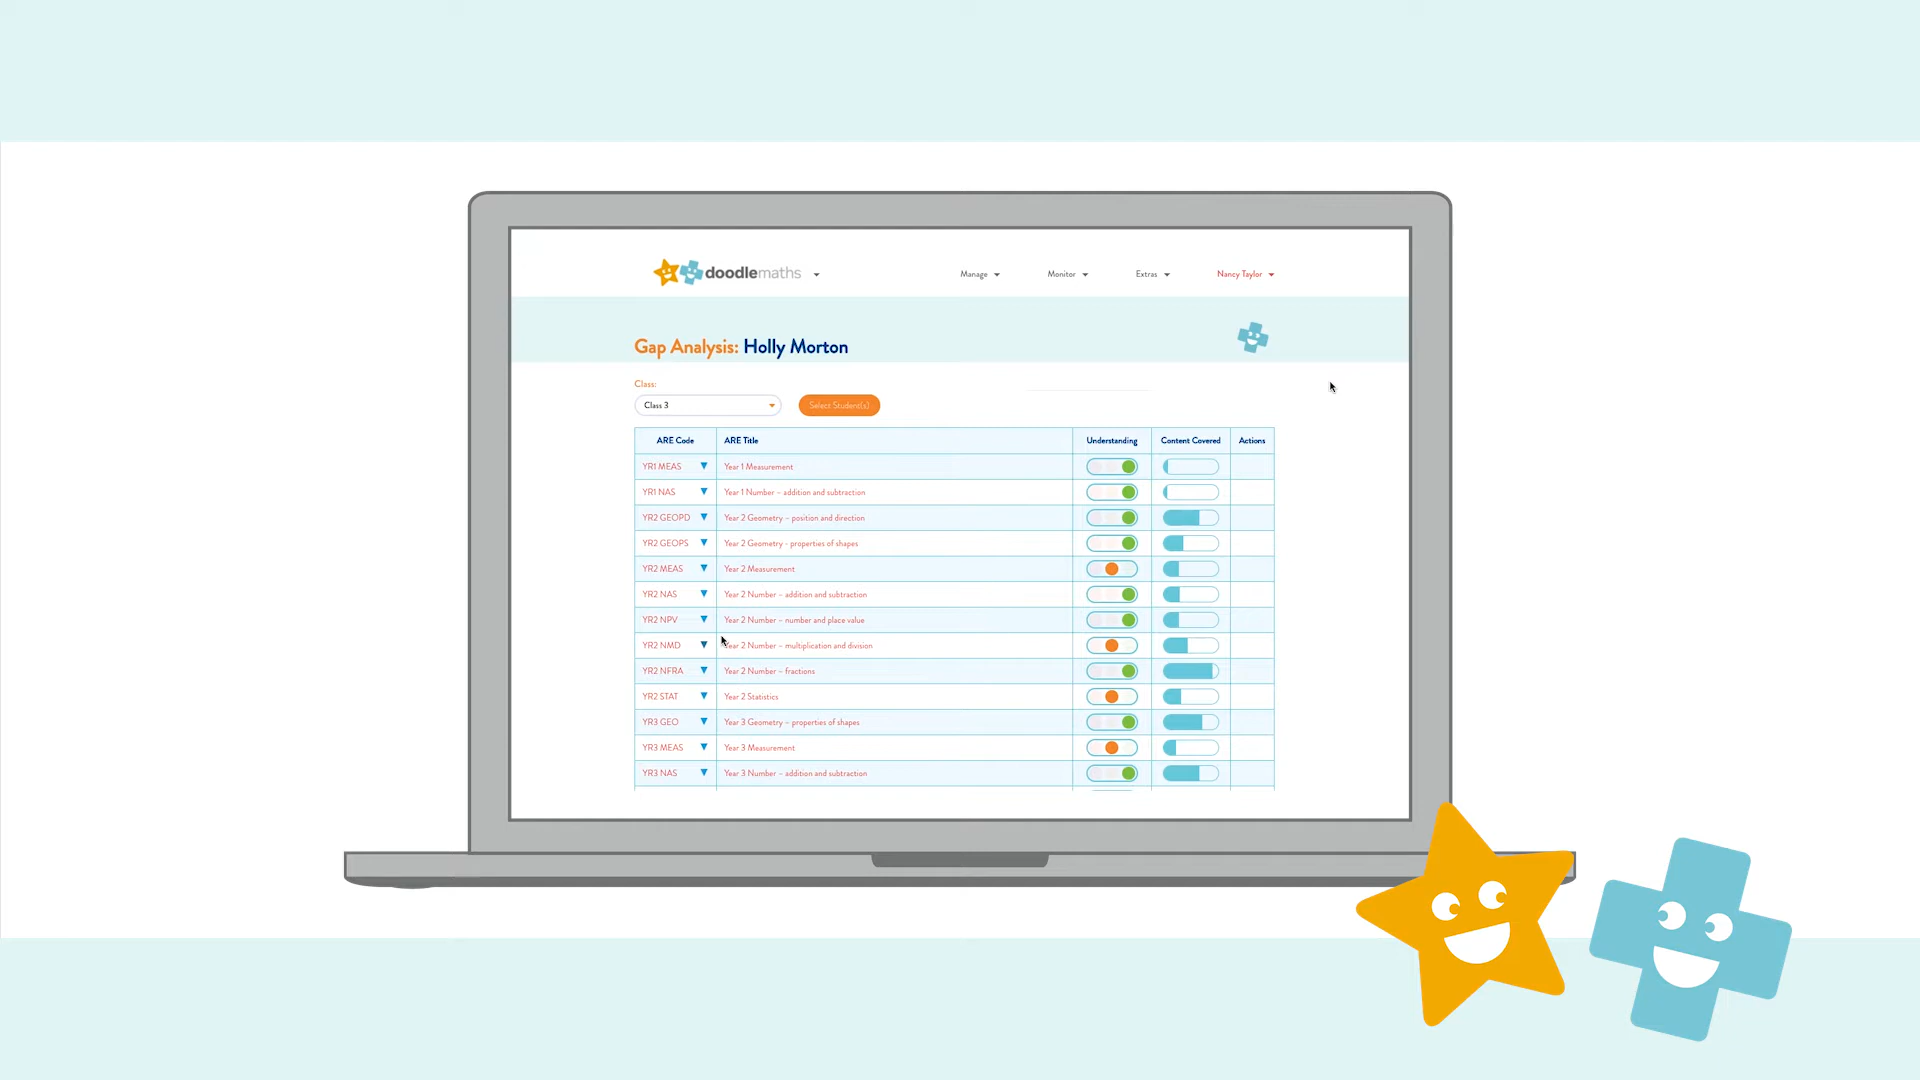 doodlemaths
Manage
Monitor
Extras
Nancy Taylor
Gap Analysis: Holly Morton
Class:
Class 3
Select Student(s)
ARE Code
ARE Title
Understanding
Content Covered
Actions
YR1 MEAS
Year 1 Measurement
YR1 NAS
Year 1 Number – addition and subtraction
YR2 GEOPD
Year 2 Geometry – position and direction
YR2 GEOPS
Year 2 Geometry - properties of shapes
YR2 MEAS
Year 2 Measurement
YR2 NAS
Year 2 Number – addition and subtraction
YR2 NPV
Year 2 Number – number and place value
YR2 NMD
Year 2 Number – multiplication and division
YR2 NFRA
Year 2 Number – fractions
YR2 STAT
Year 2 Statistics
YR3 GEO
Year 3 Geometry – properties of shapes
YR3 MEAS
Year 3 Measurement
YR3 NAS
Year 3 Number – addition and subtraction